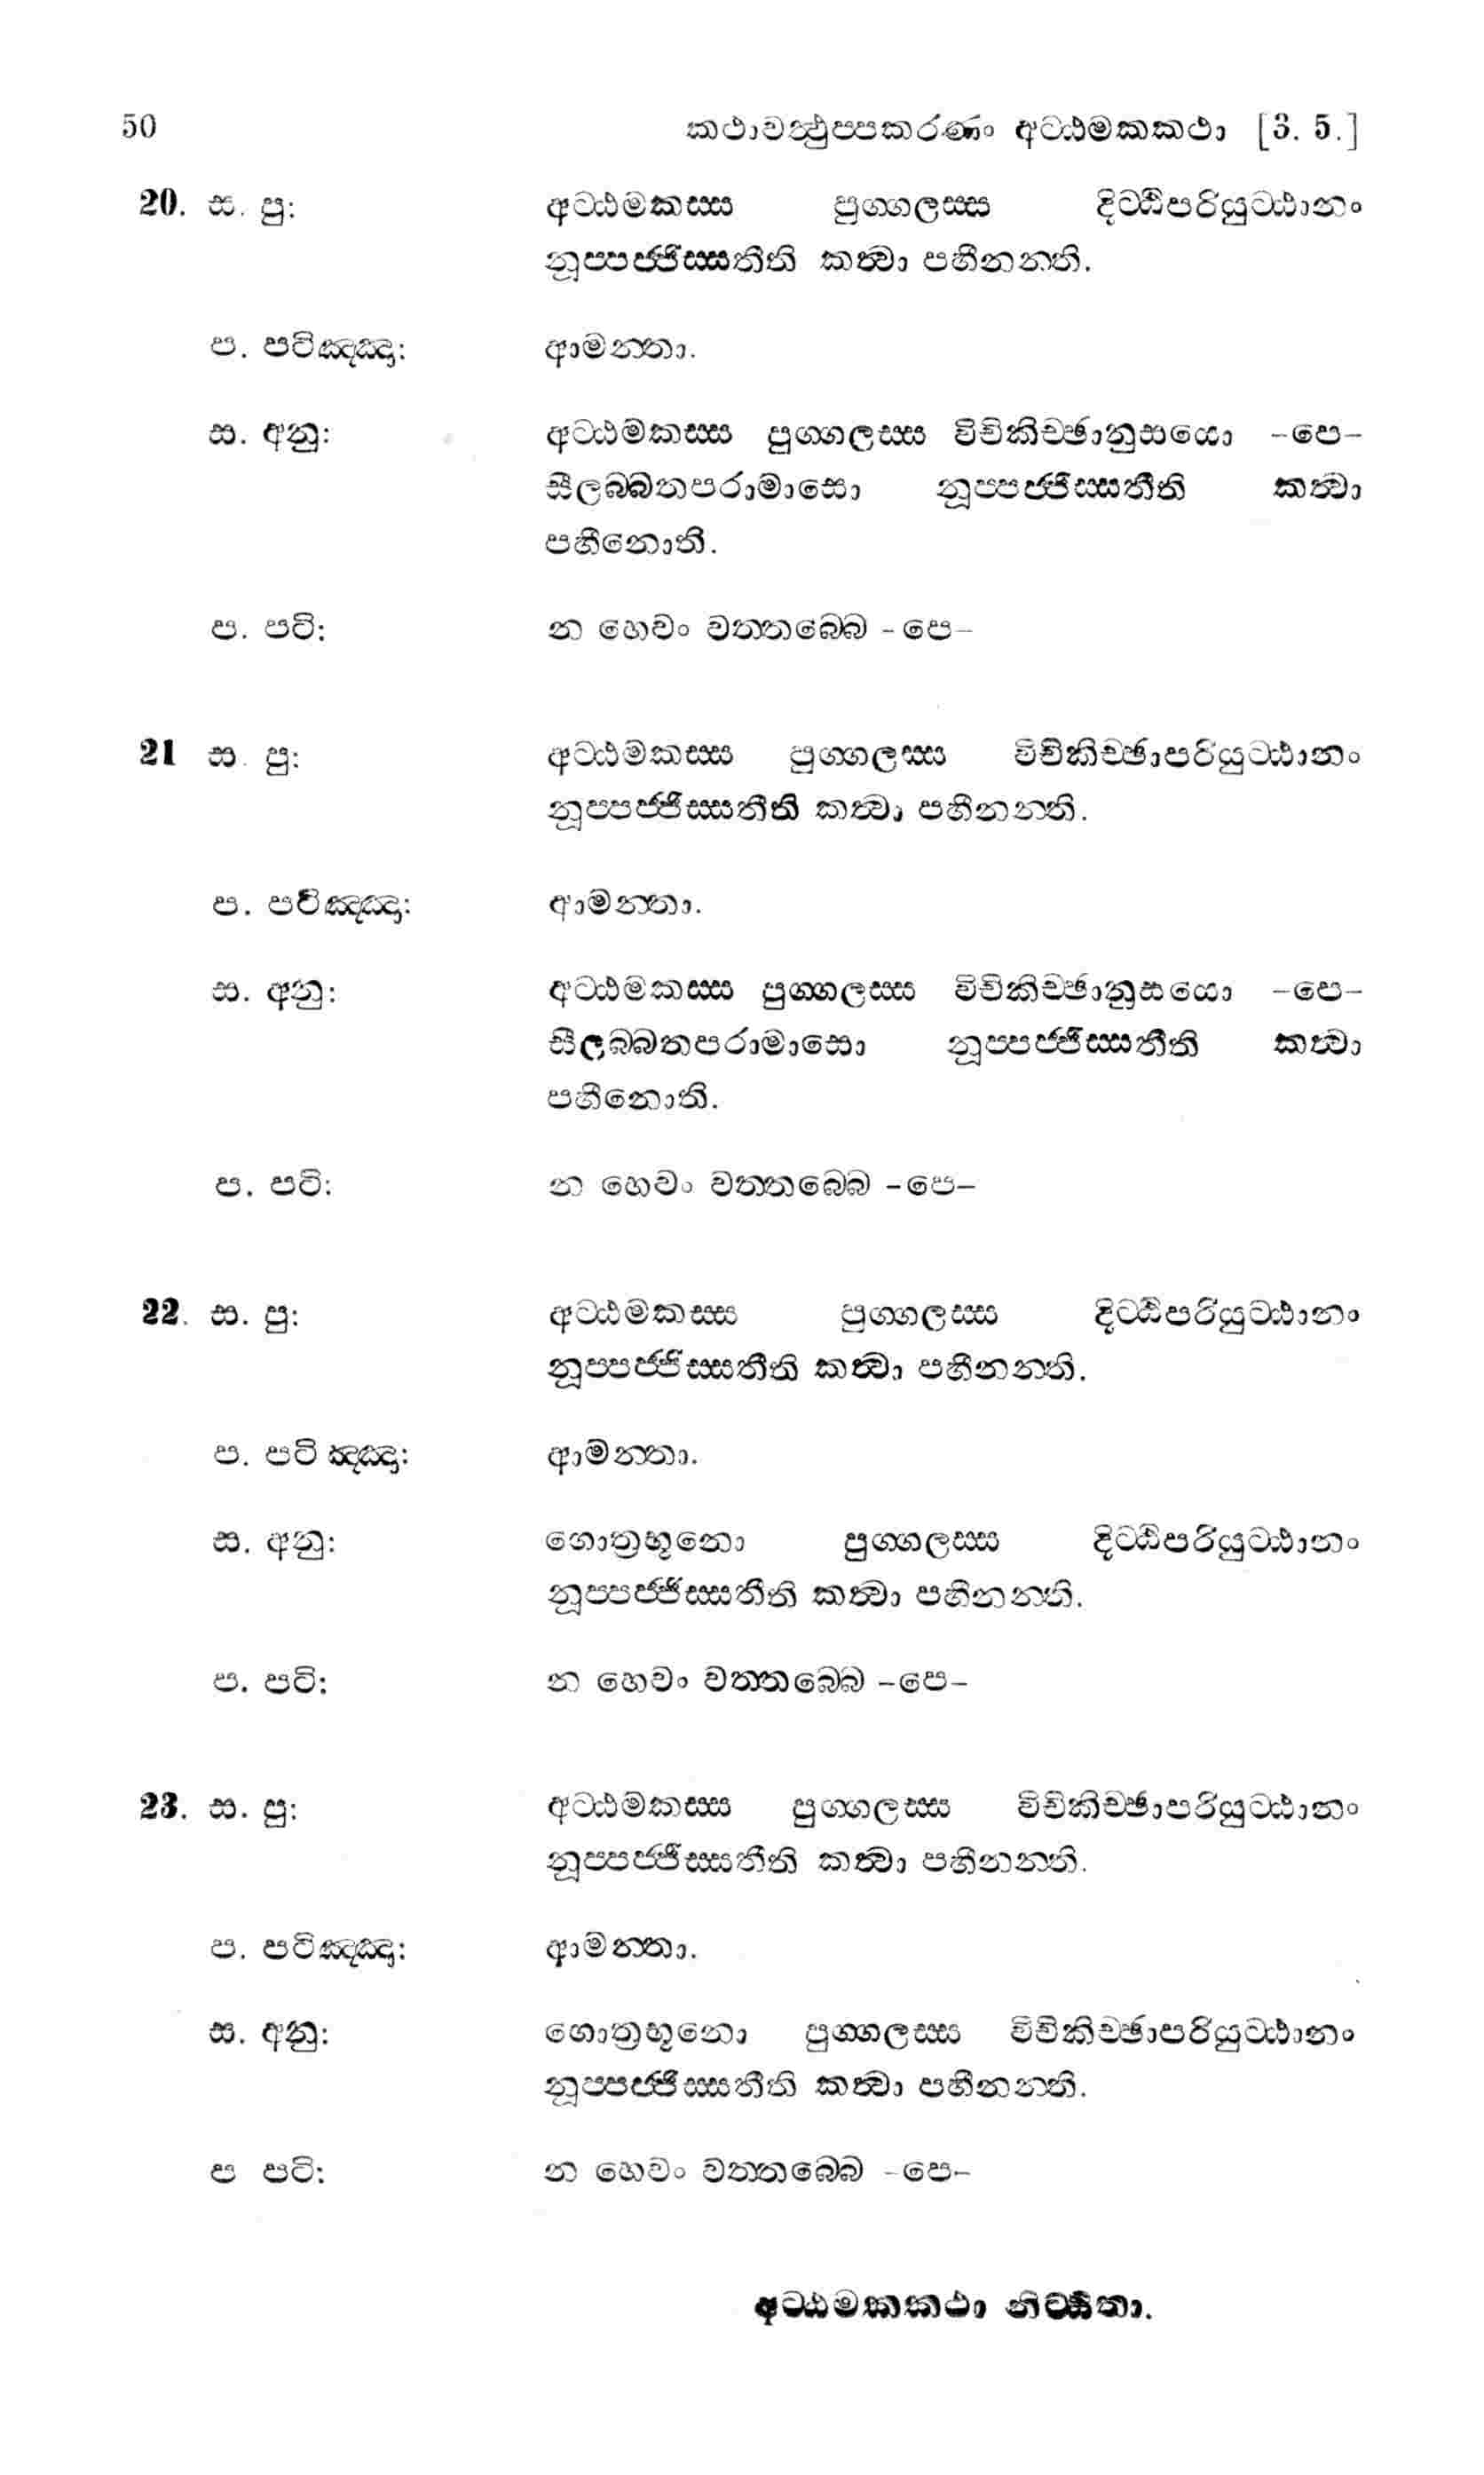 50 කථාවත්‍ථුප්‍පකරණං අට්‍ඨමකකථා [3. 5.]
20. ස. පු: අට්‍ඨමකස්‍ස පුග්‍ගලස්‍ස දිට්‍ඨිපරියුට්‍ඨානං
නූප්‍පජ්‍ජිස්‍සතීති කත්‍වා පහීනන්‍ති.
ප. පටිඤ්‍ඤා: ආමන්‍තා.
ස. අනු: අට්‍ඨමකස්‍ස පුග්‍ගලස්‍ස විචිකිච්‍ඡානුසයො -පෙ-
සීලබ්‍බතපරාමාසො නූප්‍පජ්‍ජිස්‍සතීති කත්‍වා
පහීනොති.
ප. පටි: න හෙවං වත්‍තබ්‍බෙ -පෙ-
21 ස. පු: අට්‍ඨමකස්‍ස පුග්‍ගලස්‍ස විචිකිච්‍ඡාපරියුට්‍ඨානං
නූප්‍පජ්‍ජිස්‍සතීති කත්‍වා පහීනන්‍ති.
ප. පටිඤ්‍ඤා: ආමන්‍තා.
ස. අනු: අට්‍ඨමකස්‍ස පුග්‍ගලස්‍ස විචිකිච්‍ඡානුසයො -පෙ-
සීලබ්‍බතපරාමාසො නූප්‍පජ්‍ජිස්‍සතීති කත්‍වා
පහීනොති.
ප. පටි: න හෙවං වත්‍තබ්‍බෙ -පෙ-
22. ස. පු: අට්‍ඨමකස්‍ස පුග්‍ගලස්‍ස දිට්‍ඨිපරියුට්‍ඨානං
නූප්‍පජ්‍ජිස්‍සතීති කත්‍වා පහීනන්‍ති.
ප. පටිඤ්‍ඤා: ආමන්‍තා.
ස. අනු: ගොත්‍රභූනො පුග්‍ගලස්‍ස දිට්‍ඨිපරියුට්‍ඨානං
නූප්‍පජ්‍ජිස්‍සතීති කත්‍වා පහීනන්‍ති.
ප. පටි: න හෙවං වත්‍තබ්‍බෙ -පෙ-
23. ස. පු: අට්‍ඨමකස්‍ස පුග්‍ගලස්‍ස විචිකිච්‍ඡාපරියුට්‍ඨානං
නූප්‍පජ්‍ජිස්‍සතීති කත්‍වා පහීනන්‍ති.
ප. පටිඤ්‍ඤා: ආමන්‍තා.
ස. අනු: ගොත්‍රභූනො පුග්‍ගලස්‍ස විචිකිච්‍ඡාපරියුට්‍ඨානං
නූප්‍පජ්‍ජිස්‍සතීති කත්‍වා පහීනන්‍ති.
ප පටි: න හෙවං වත්‍තබ්‍බෙ -පෙ-
අට්‍ඨමකකථා නිට්‍ඨිතා.